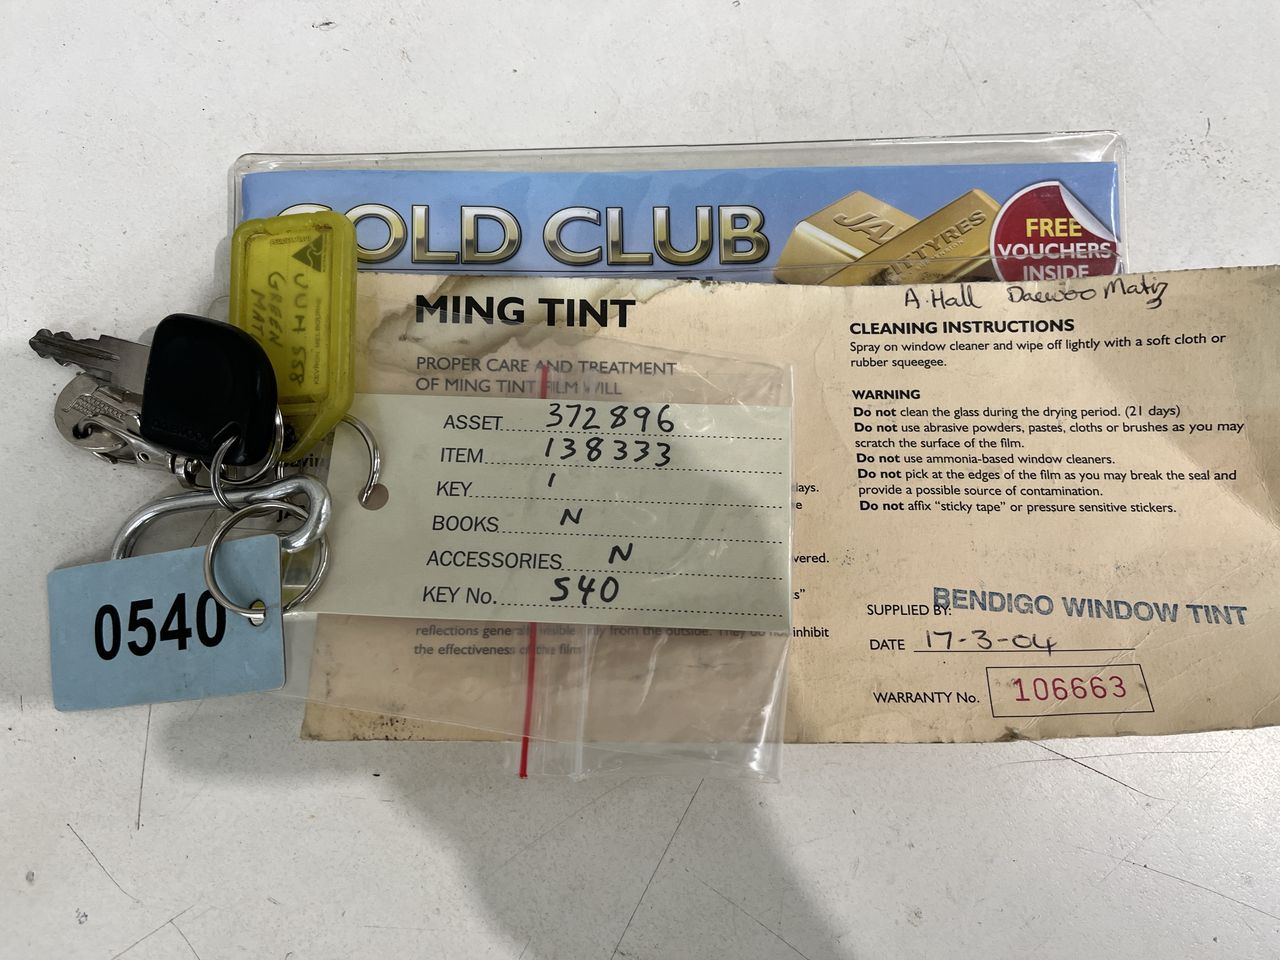 GOLD CLUB
JAX
TYRES
FREE
VOUCHERS
INSIDE
UUH 558
GREEN
KEVRON MELBOURNE
MING TINT
PROPER CARE AND TREATMENT
OF MING TINT FILM WILL
ASSET 372896
ITEM 138333
KEY 1
BOOKS N
ACCESSORIES N
KEY No. 540
0540
days.
vered.
inhibit
the effectiveness of the film
A. Hall Daewoo Matiz
CLEANING INSTRUCTIONS
Spray on window cleaner and wipe off lightly with a soft cloth or
rubber squeegee.
WARNING
Do not clean the glass during the drying period. (21 days)
Do not use abrasive powders, pastes, cloths or brushes as you may
scratch the surface of the film.
Do not use ammonia-based window cleaners.
Do not pick at the edges of the film as you may break the seal and
provide a possible source of contamination.
Do not affix "sticky tape" or pressure sensitive stickers.
SUPPLIED BY: BENDIGO WINDOW TINT
DATE 17-3-04
WARRANTY No. 106663